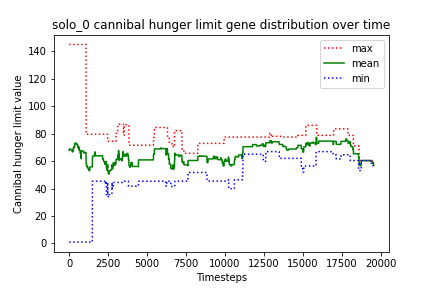 solo_0 cannibal hunger limit gene distribution over time
Cannibal hunger limit value
140
120
100
80
60
40
20
0
max
mean
min
0 2500 5000 7500 10000 12500 15000 17500 20000
Timesteps